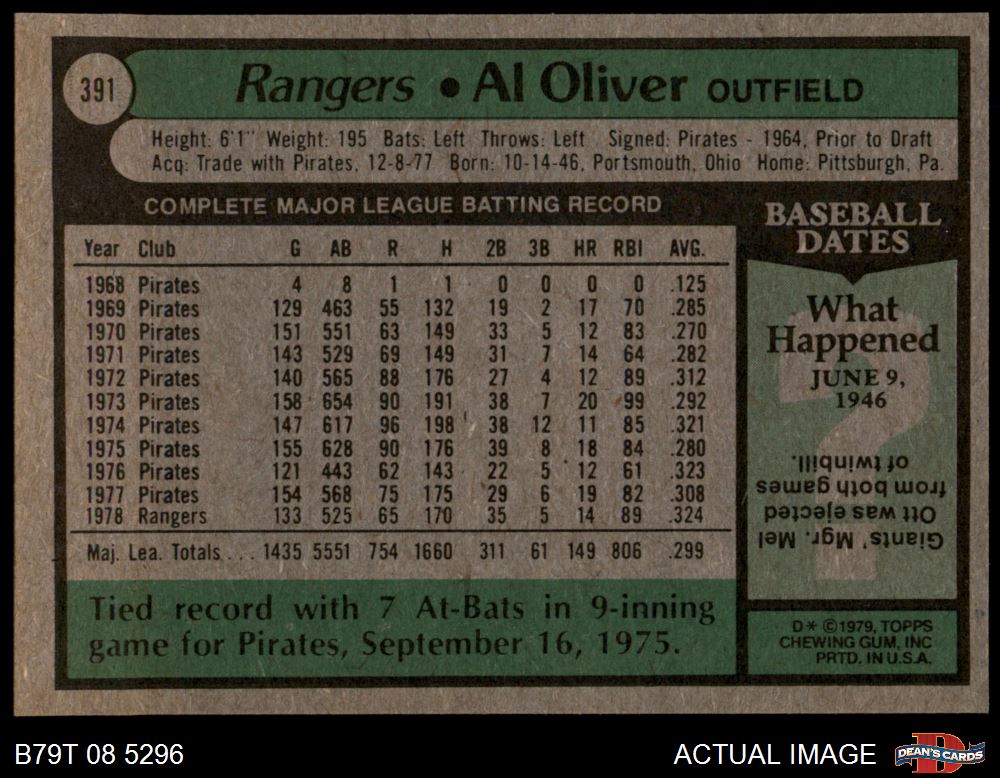 391
Rangers • Al Oliver OUTFIELD
Height: 6'1" Weight: 195 Bats: Left Throws: Left Signed: Pirates - 1964, Prior to Draft
Acq: Trade with Pirates, 12-8-77 Born: 10-14-46, Portsmouth, Ohio Home: Pittsburgh, Pa.
COMPLETE MAJOR LEAGUE BATTING RECORD
Year Club G AB R H 2B 3B HR RBI AVG.
1968 Pirates 4 8 1 1 0 0 0 0 .125
1969 Pirates 129 463 55 132 19 2 17 70 .285
1970 Pirates 151 551 63 149 33 5 12 83 .270
1971 Pirates 143 529 69 149 31 7 14 64 .282
1972 Pirates 140 565 88 176 27 4 12 89 .312
1973 Pirates 158 654 90 191 38 7 20 99 .292
1974 Pirates 147 617 96 198 38 12 11 85 .321
1975 Pirates 155 628 90 176 39 8 18 84 .280
1976 Pirates 121 443 62 143 22 5 12 61 .323
1977 Pirates 154 568 75 175 29 6 19 82 .308
1978 Rangers 133 525 65 170 35 5 14 89 .324
Maj. Lea. Totals . . . 1435 5551 754 1660 311 61 149 806 .299
Tied record with 7 At-Bats in 9-inning
game for Pirates, September 16, 1975.
BASEBALL
DATES
What
Happened
JUNE 9,
1946
Giants' Mgr. Mel
Ott was ejected
from both games
of twinbill.
D* ©1979, TOPPS
CHEWING GUM, INC
PRTD. IN U.S.A.
B79T 08 5296
ACTUAL IMAGE
DEAN'S CARDS